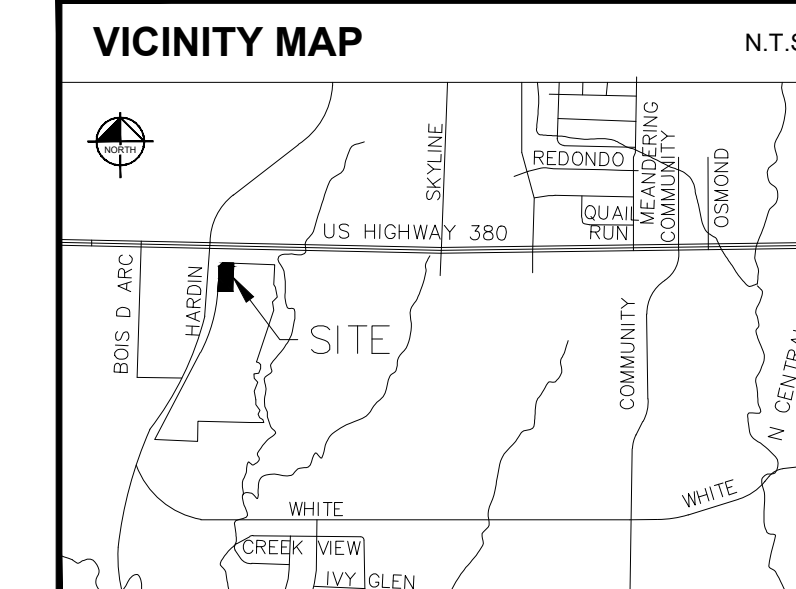 VICINITY MAP
N.T.S
NORTH
SKYLINE
REDONDO
MEANDERING
COMMUNITY
OSMOND
QUAIL
RUN
US HIGHWAY 380
BOIS D ARC
HARDIN
SITE
COMMUNITY
N CENTRAL
WHITE
WHITE
CREEK VIEW
IVY GLEN